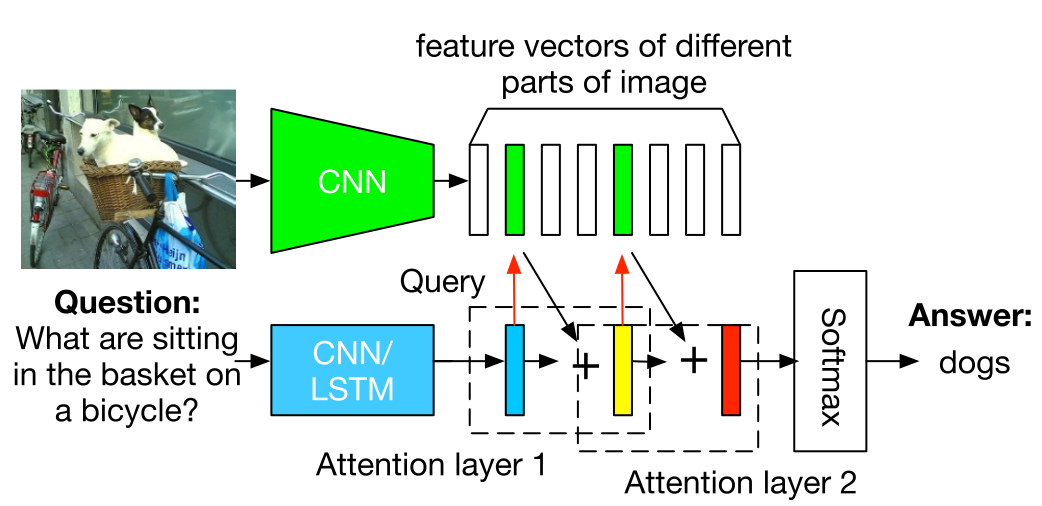 feature vectors of different
parts of image
CNN
Query
Question:
What are sitting
in the basket on
a bicycle?
CNN/
LSTM
+
+
Softmax
Answer:
dogs
Attention layer 1
Attention layer 2